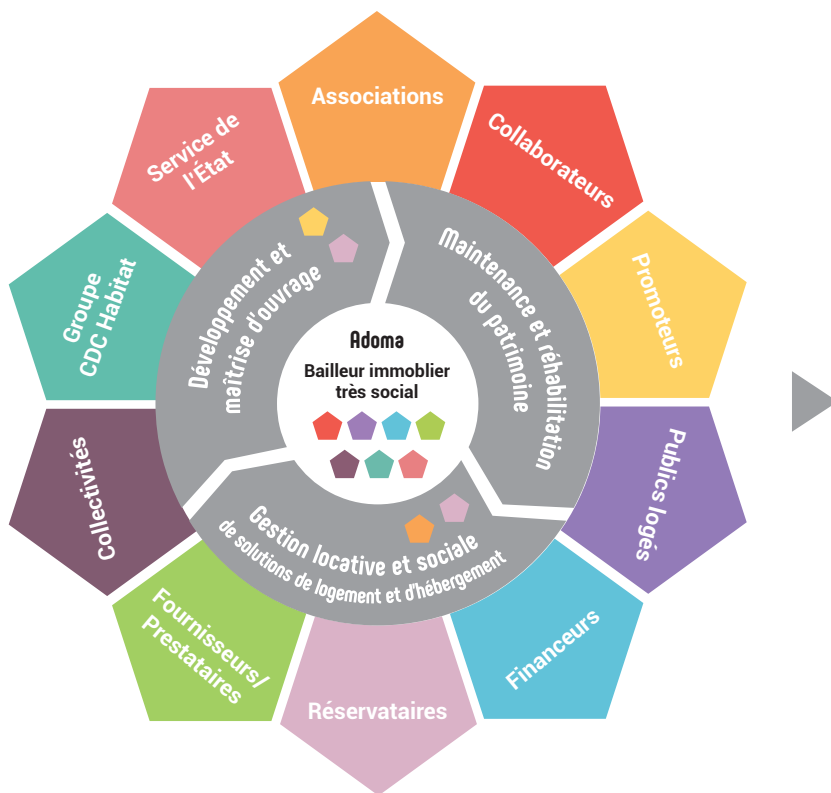 Associations
Collaborateurs
Promoteurs
Publics logés
Financeurs
Réservataires
Fournisseurs/
Prestataires
Collectivités
Groupe
CDC Habitat
Service de
l'État
Développement et
maîtrise d'ouvrage
Maintenance et réhabilitation
du patrimoine
Gestion locative et sociale
de solutions de logement et d'hébergement
Adoma
Bailleur immoblier
très social